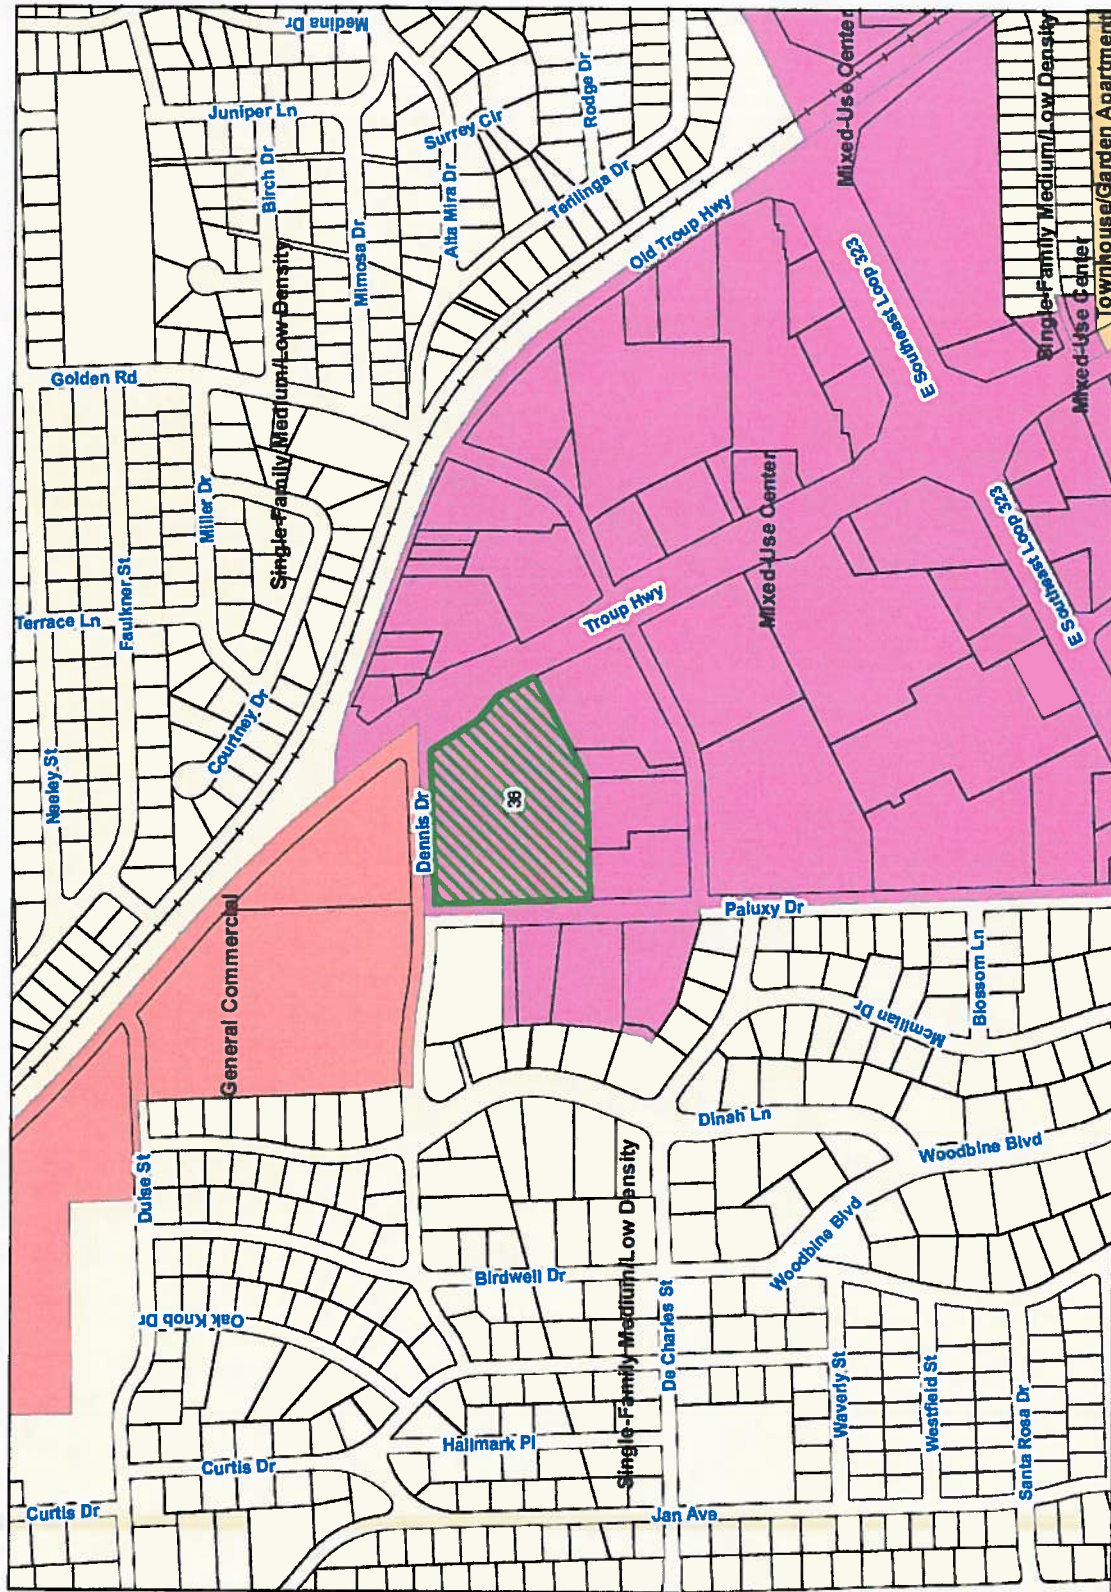 Medina Dr
Juniper Ln
Birch Dr
Mimosa Dr
Alta Mira Dr
Surrey Cir
Rodge Dr
Terilinga Dr
Old Troup Hwy
Mixed-Use Center
E Southeast Loop 323
Single-Family Medium/Low Density
Townhouse/Garden Apartment
Mixed-Use Center
Single-Family Medium/Low Density
Golden Rd
Miller Dr
Faulkner St
Terrace Ln
Neeley St
Courtney Dr
Troup Hwy
Mixed-Use Center
E Southeast Loop 323
Dennis Dr
38
General Commercial
Paluxy Dr
Blossom Ln
Mcmillan Dr
Dinah Ln
Woodbine Blvd
Woodbine Blvd
Dulse St
Oak Knob Dr
Birdwell Dr
De Charles St
Single-Family Medium/Low Density
Waverly St
Westfield St
Santa Rosa Dr
Hallmark Pl
Curtis Dr
Curtis Dr
Jan Ave